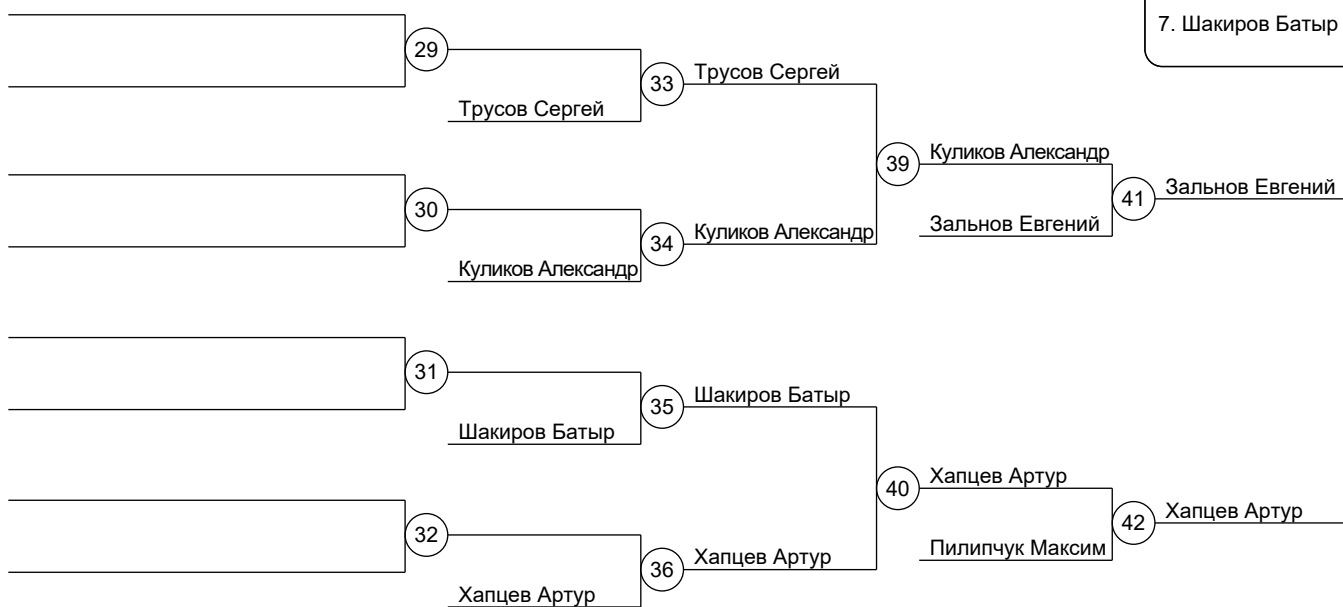 7. Шакиров Батыр
29
33
Трусов Сергей
Трусов Сергей
39
Куликов Александр
30
41
Зальнов Евгений
34
Куликов Александр
Зальнов Евгений
Куликов Александр
31
35
Шакиров Батыр
Шакиров Батыр
40
Хапцев Артур
32
42
Хапцев Артур
36
Хапцев Артур
Пилипчук Максим
Хапцев Артур